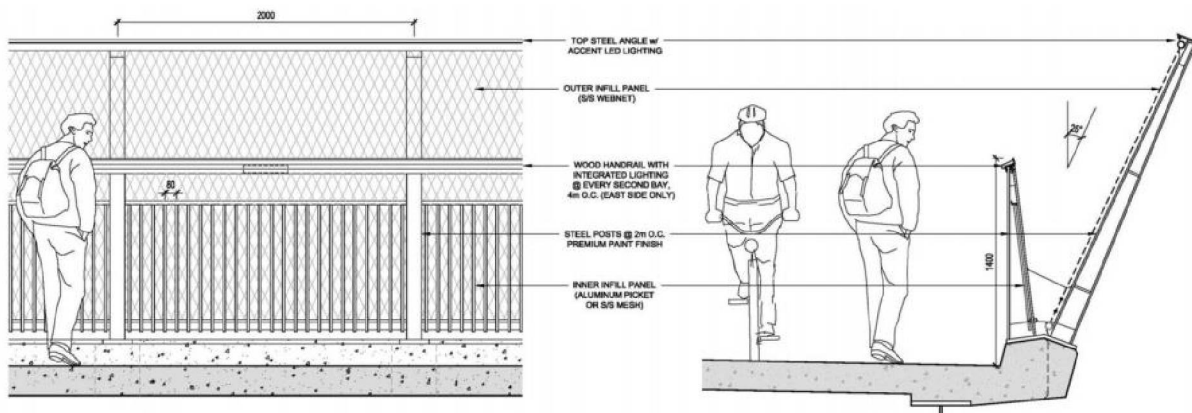 2000
TOP STEEL ANGLE w/
ACCENT LED LIGHTING
OUTER INFILL PANEL
(S/S WEBNET)
26°
WOOD HANDRAIL WITH
INTEGRATED LIGHTING
@ EVERY SECOND BAY,
4m O.C. (EAST SIDE ONLY)
80
STEEL POSTS @ 2m O.C.
PREMIUM PAINT FINISH
1400
INNER INFILL PANEL
(ALUMINUM PICKET
OR S/S MESH)